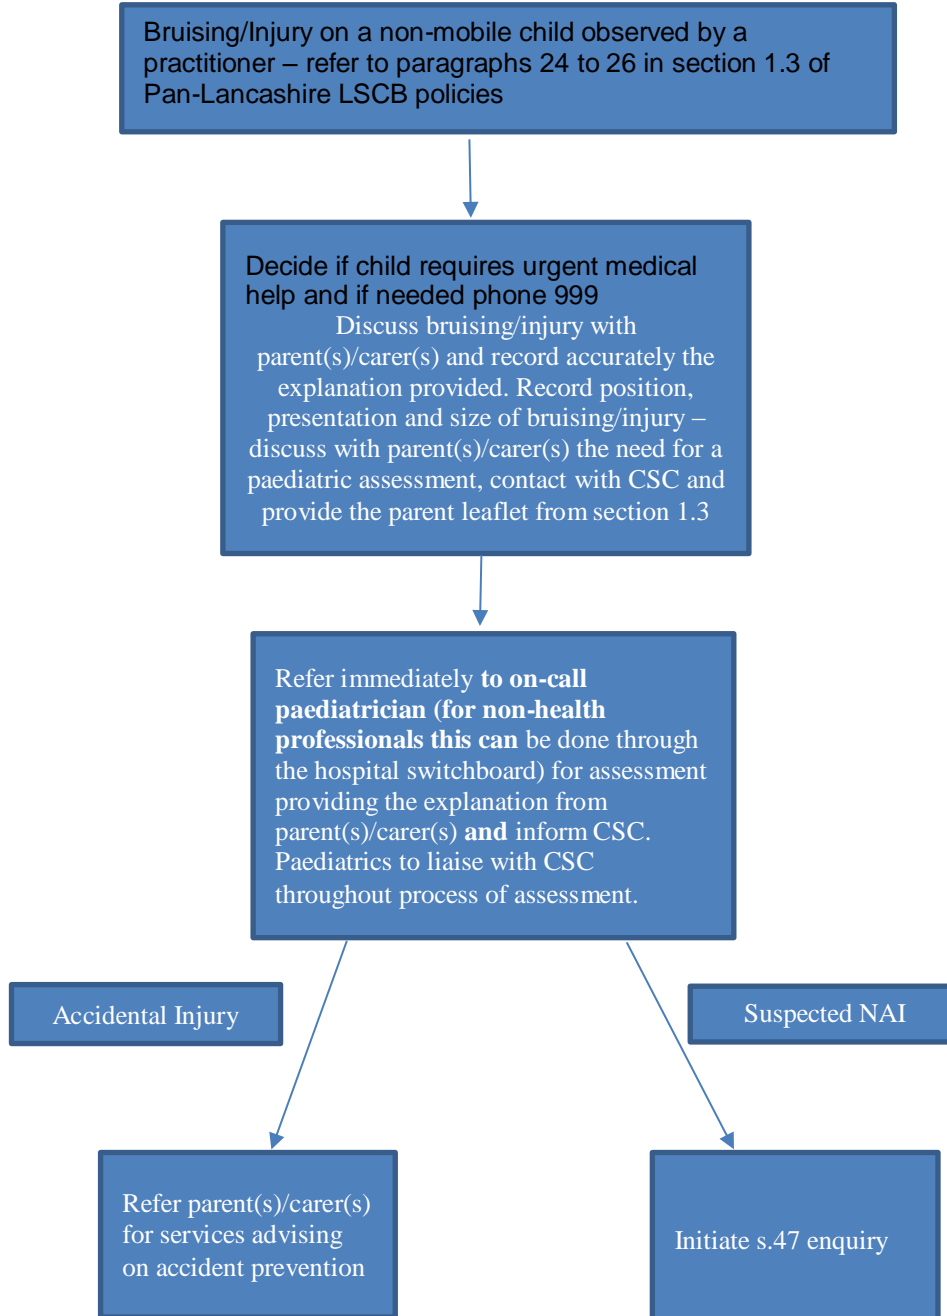 Bruising/Injury on a non-mobile child observed by a
practitioner – refer to paragraphs 24 to 26 in section 1.3 of
Pan-Lancashire LSCB policies
Decide if child requires urgent medical
help and if needed phone 999
Discuss bruising/injury with
parent(s)/carer(s) and record accurately the
explanation provided. Record position,
presentation and size of bruising/injury –
discuss with parent(s)/carer(s) the need for a
paediatric assessment, contact with CSC and
provide the parent leaflet from section 1.3
Refer immediately to on-call
paediatrician (for non-health
professionals this can be done through
the hospital switchboard) for assessment
providing the explanation from
parent(s)/carer(s) and inform CSC.
Paediatrics to liaise with CSC
throughout process of assessment.
Accidental Injury
Suspected NAI
Refer parent(s)/carer(s)
for services advising
on accident prevention
Initiate s.47 enquiry